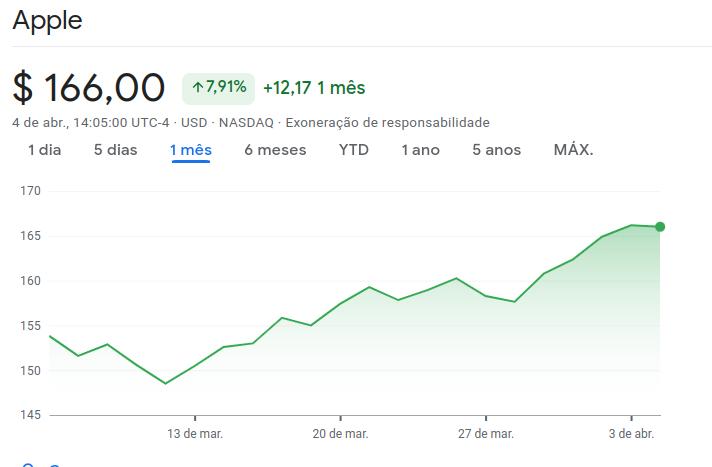 Apple
$ 166,00 ↑7,91% +12,17 1 mês
4 de abr., 14:05:00 UTC-4 · USD · NASDAQ · Exoneração de responsabilidade
1 dia 5 dias 1 mês 6 meses YTD 1 ano 5 anos MÁX.
170
165
160
155
150
145
13 de mar. 20 de mar. 27 de mar. 3 de abr.